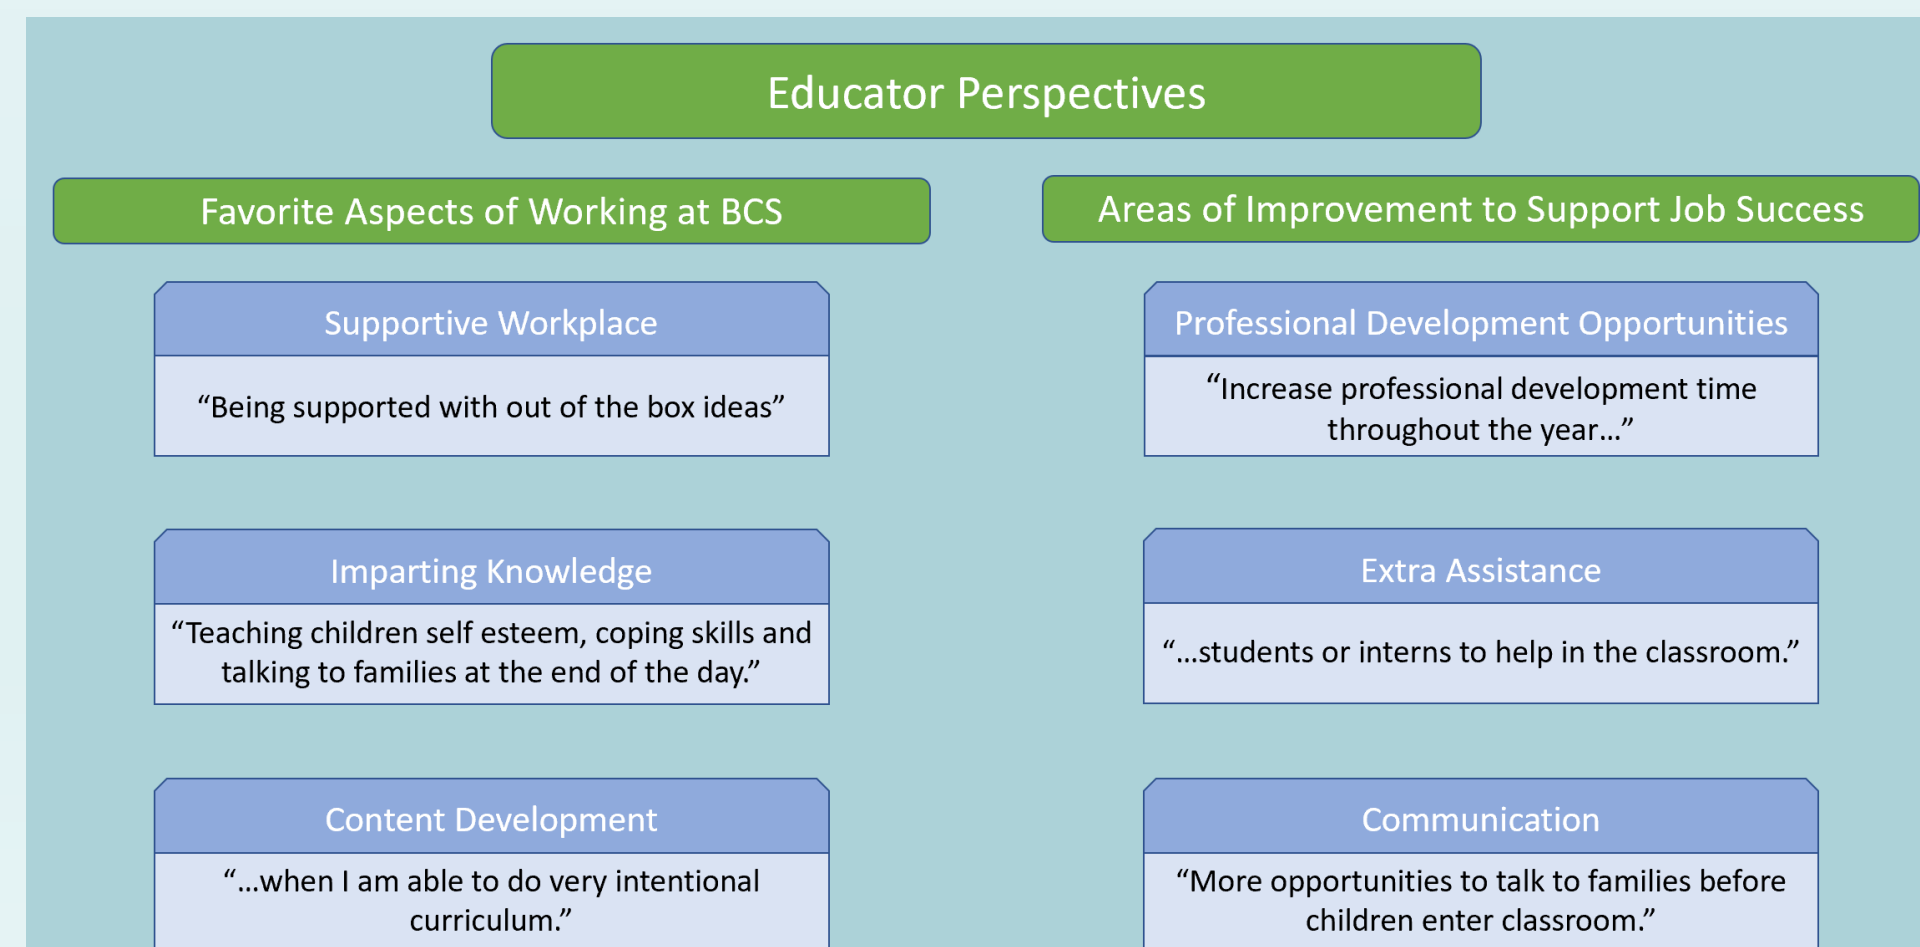 Educator Perspectives
Favorite Aspects of Working at BCS
Supportive Workplace
“Being supported with out of the box ideas”
Imparting Knowledge
“Teaching children self esteem, coping skills and
talking to families at the end of the day.”
Content Development
“...when I am able to do very intentional
curriculum.”
Areas of Improvement to Support Job Success
Professional Development Opportunities
“Increase professional development time
throughout the year...”
Extra Assistance
“...students or interns to help in the classroom.”
Communication
“More opportunities to talk to families before
children enter classroom.”